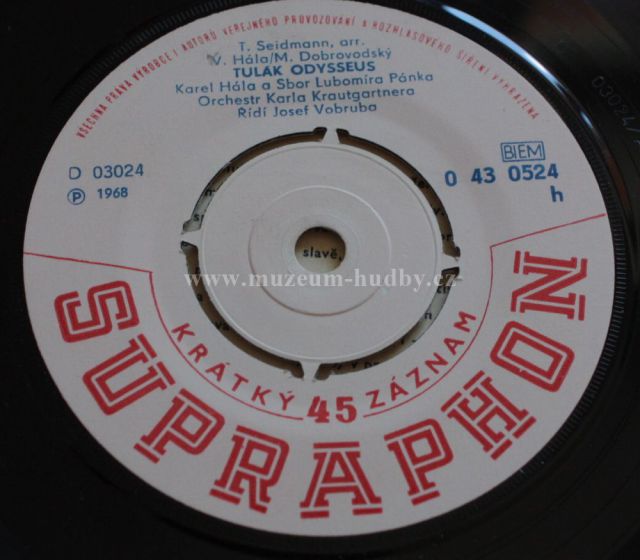 VŠECHNA PRÁVA VÝROBCE I AUTORŮ VEŘEJNÉHO PROVOZOVÁNÍ A ROZHLASOVÉHO ŠÍŘENÍ VYHRAZENA
T. Seidmann, arr.
V. Hála/M. Dobrovodský
TULÁK ODYSSEUS
Karel Hála a Sbor Lubomíra Pánka
Orchestr Karla Krautgartnera
Řídí Josef Vobruba
D 03024
Ⓟ 1968
BIEM
0 43 0524
h
slavě,
www.muzeum-hudby.cz
KRÁTKÝ 45 ZÁZNAM
SUPRAPHON